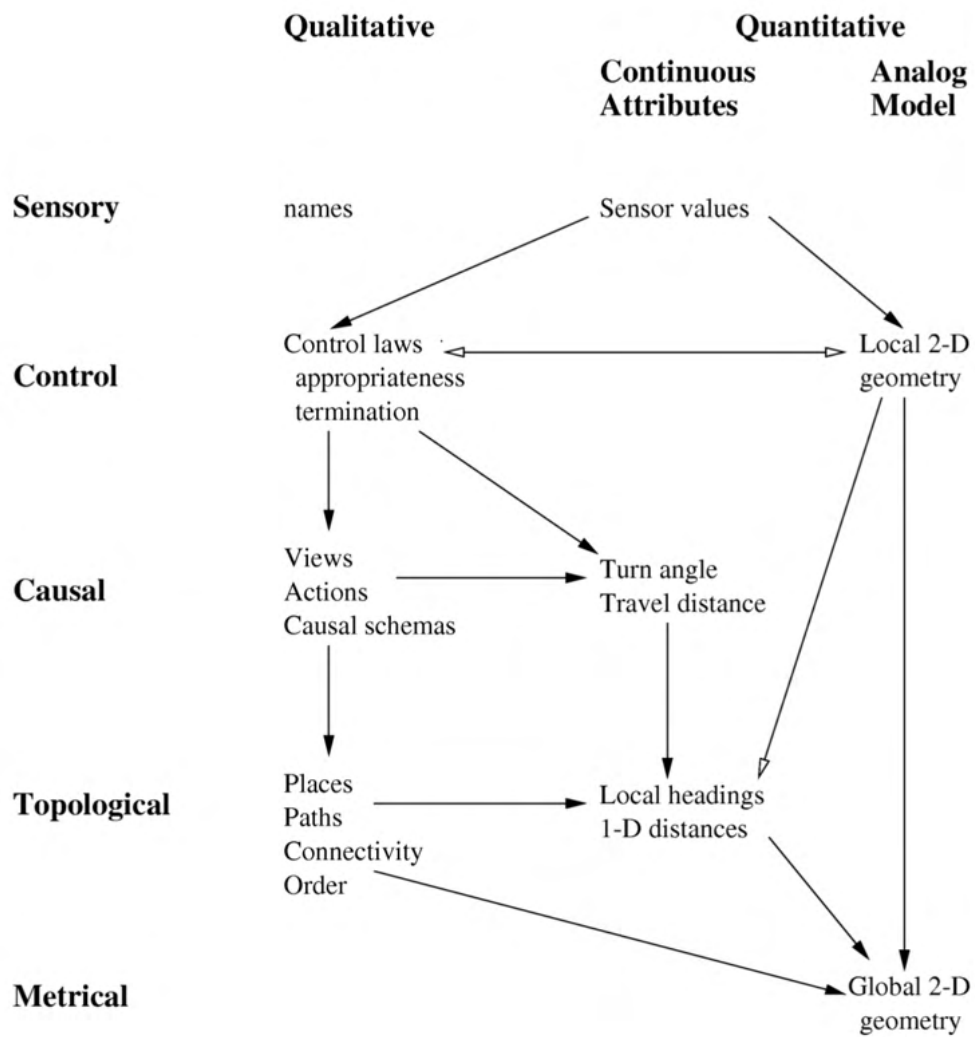 Qualitative
Quantitative
Continuous
Attributes
Analog
Model
Sensory
names
Sensor values
Control
Control laws
appropriateness
termination
Local 2-D
geometry
Causal
Views
Actions
Causal schemas
Turn angle
Travel distance
Topological
Places
Paths
Connectivity
Order
Local headings
1-D distances
Metrical
Global 2-D
geometry